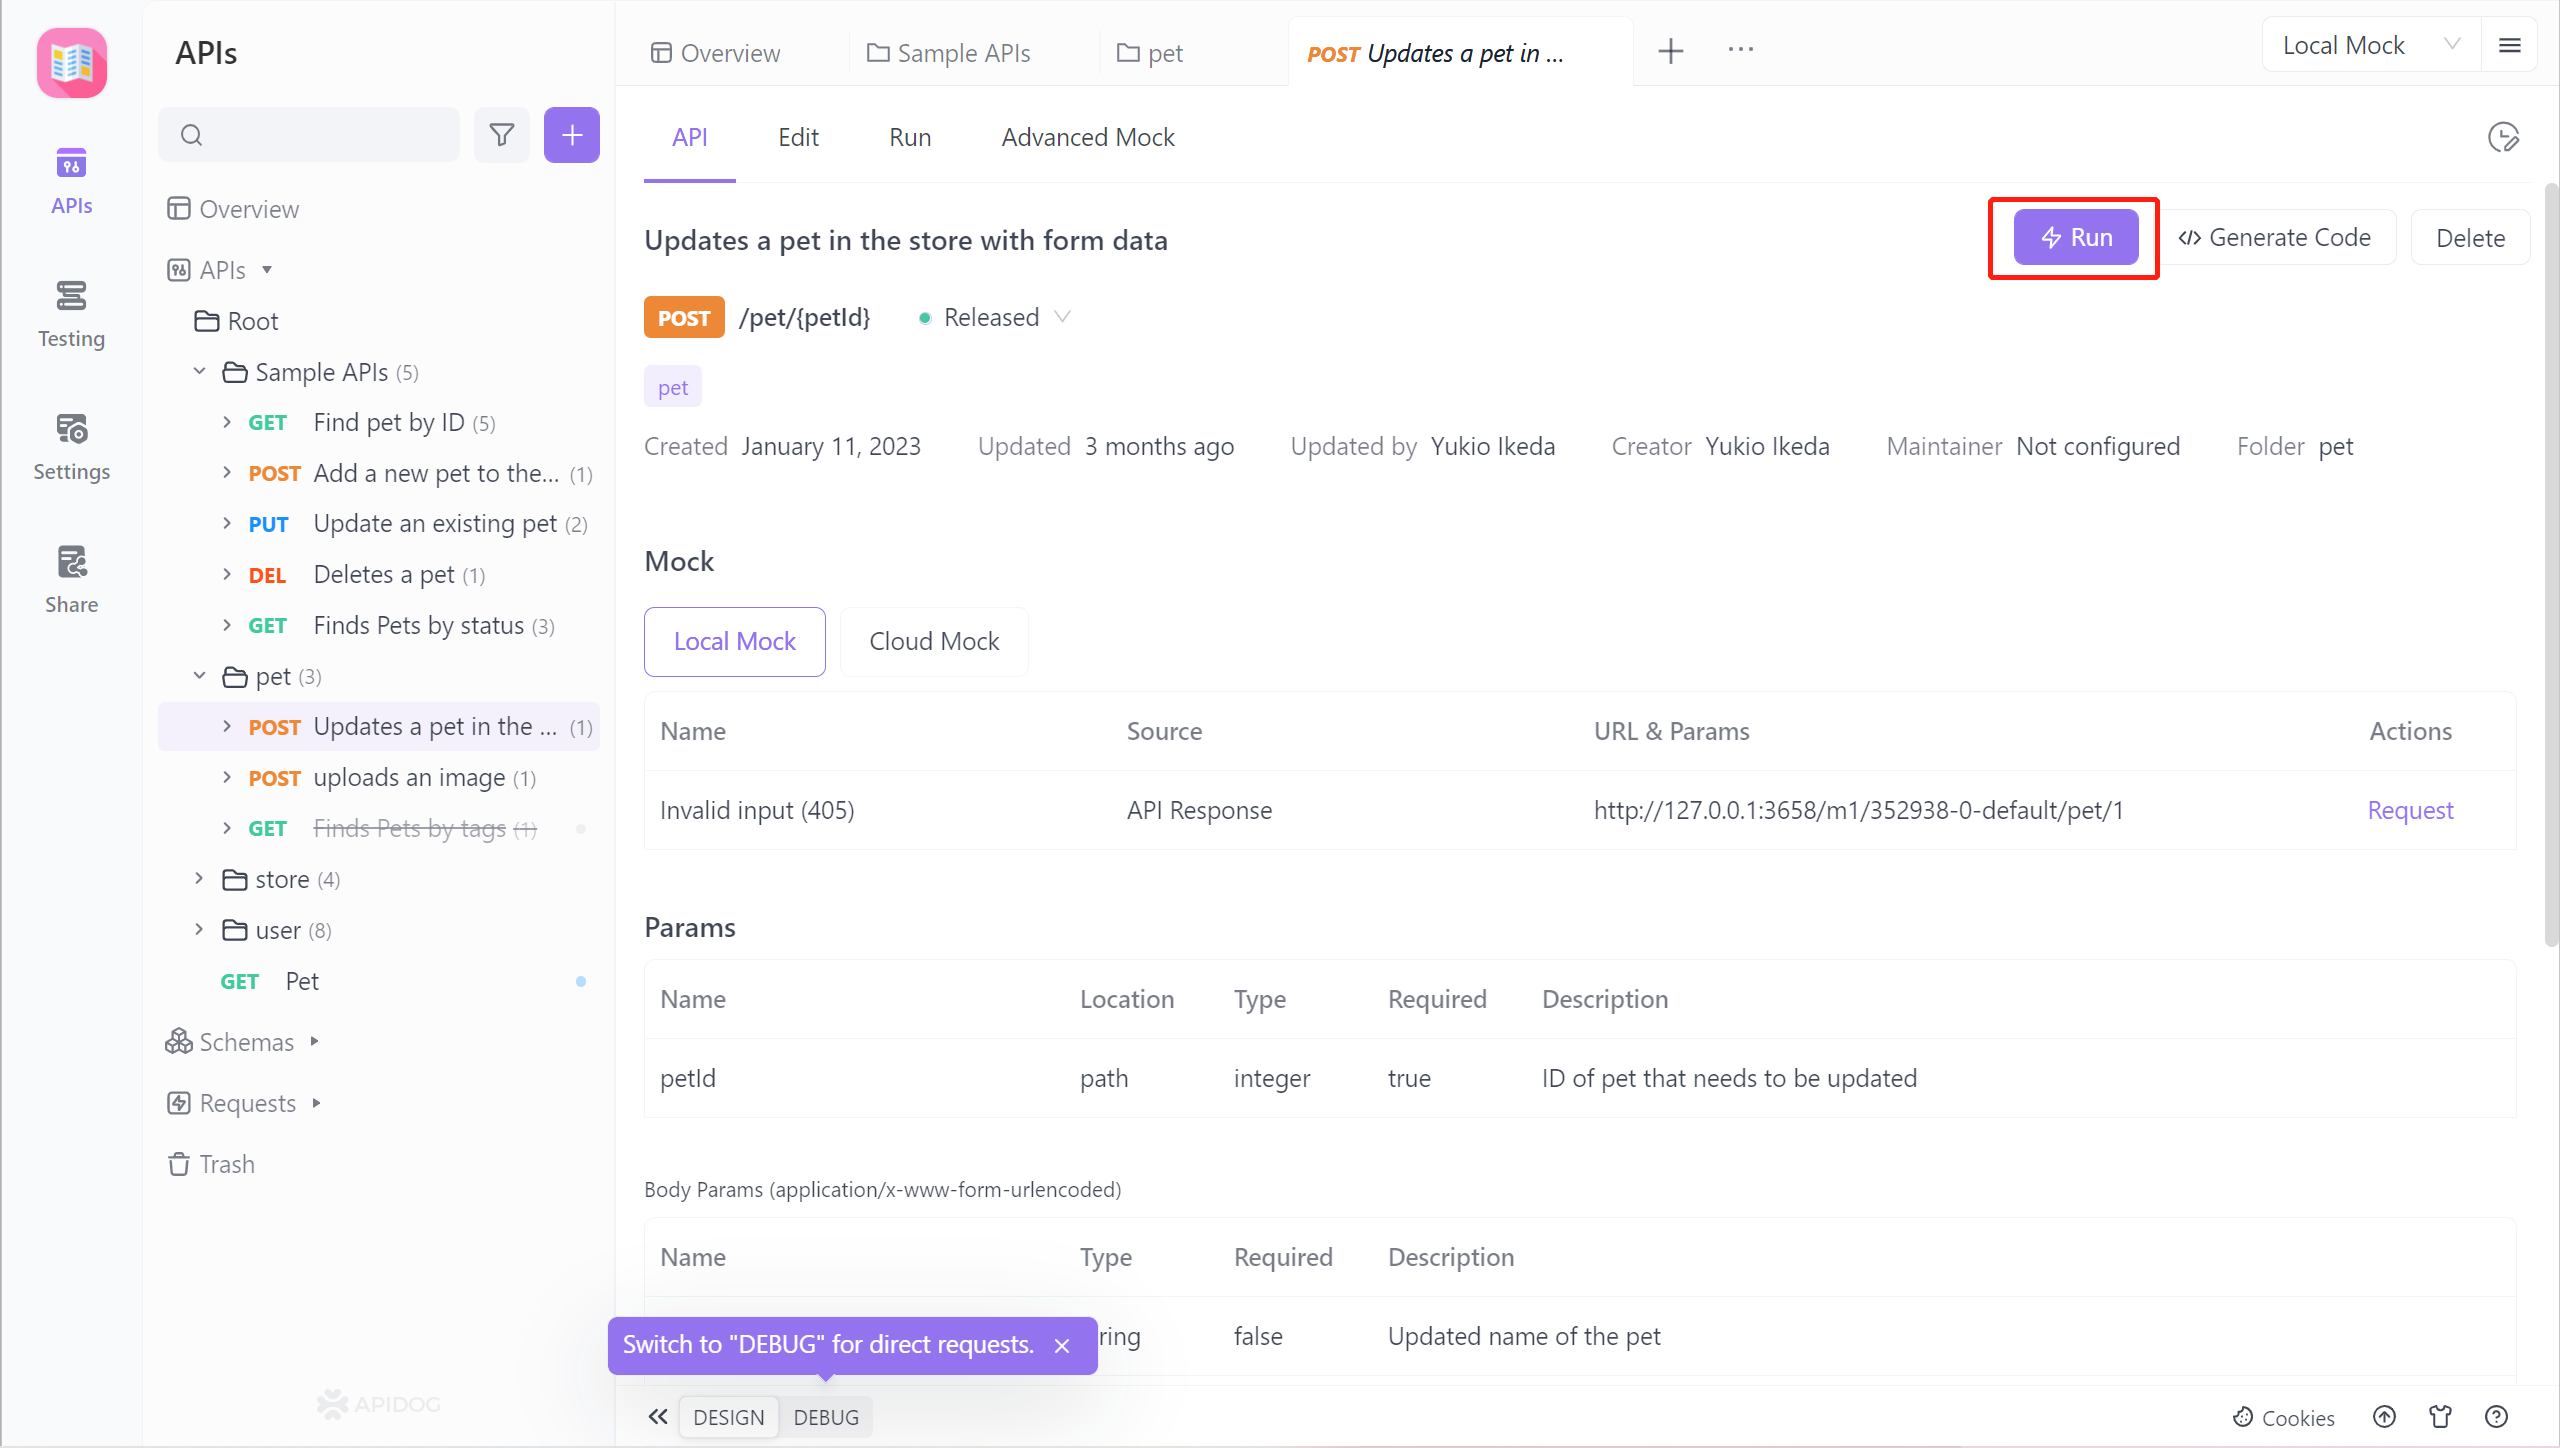 APIs
Overview
Sample APIs
pet
POST Updates a pet in ...
Local Mock
APIs
Testing
Settings
Share
Overview
APIs
Root
Sample APIs (5)
GET Find pet by ID (5)
POST Add a new pet to the... (1)
PUT Update an existing pet (2)
DEL Deletes a pet (1)
GET Finds Pets by status (3)
pet (3)
POST Updates a pet in the ... (1)
POST uploads an image (1)
GET Finds Pets by tags (1)
store (4)
user (8)
GET Pet
Schemas
Requests
Trash
APIDOG
API Edit Run Advanced Mock
Updates a pet in the store with form data
Run
Generate Code
Delete
POST /pet/{petId} Released
pet
Created January 11, 2023 Updated 3 months ago Updated by Yukio Ikeda Creator Yukio Ikeda Maintainer Not configured Folder pet
Mock
Local Mock Cloud Mock
Name Source URL & Params Actions
Invalid input (405) API Response http://127.0.0.1:3658/m1/352938-0-default/pet/1 Request
Params
Name Location Type Required Description
petId path integer true ID of pet that needs to be updated
Body Params (application/x-www-form-urlencoded)
Name Type Required Description
ring false Updated name of the pet
Switch to "DEBUG" for direct requests.
DESIGN DEBUG
Cookies